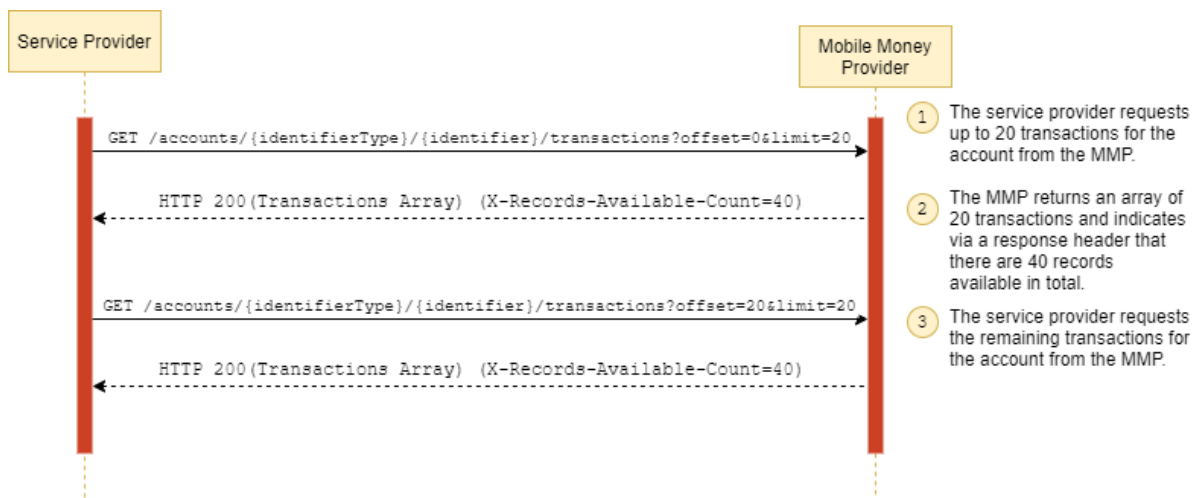 Service Provider
Mobile Money
Provider
GET /accounts/{identifierType}/{identifier}/transactions?offset=0&limit=20
1
The service provider requests
up to 20 transactions for the
account from the MMP.
HTTP 200(Transactions Array) (X-Records-Available-Count=40)
2
The MMP returns an array of
20 transactions and indicates
via a response header that
there are 40 records
available in total.
GET /accounts/{identifierType}/{identifier}/transactions?offset=20&limit=20
3
The service provider requests
the remaining transactions for
the account from the MMP.
HTTP 200(Transactions Array) (X-Records-Available-Count=40)